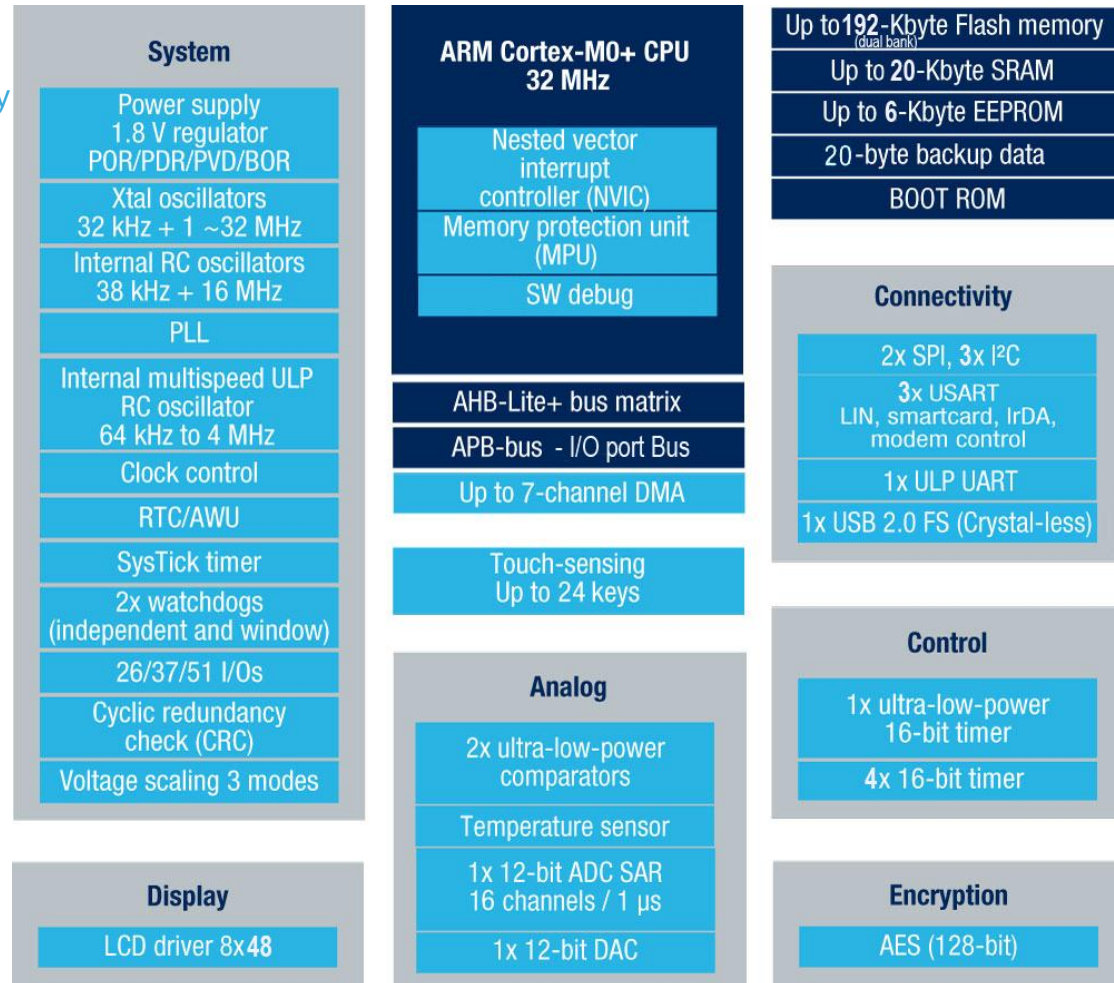 System
y
Power supply
1.8 V regulator
POR/PDR/PVD/BOR
Xtal oscillators
32 kHz + 1 ~32 MHz
Internal RC oscillators
38 kHz + 16 MHz
PLL
Internal multispeed ULP
RC oscillator
64 kHz to 4 MHz
Clock control
RTC/AWU
SysTick timer
2x watchdogs
(independent and window)
26/37/51 I/Os
Cyclic redundancy
check (CRC)
Voltage scaling 3 modes
Display
LCD driver 8x48
ARM Cortex-M0+ CPU
32 MHz
Nested vector
interrupt
controller (NVIC)
Memory protection unit
(MPU)
SW debug
AHB-Lite+ bus matrix
APB-bus - I/O port Bus
Up to 7-channel DMA
Touch-sensing
Up to 24 keys
Analog
2x ultra-low-power
comparators
Temperature sensor
1x 12-bit ADC SAR
16 channels / 1 µs
1x 12-bit DAC
Up to192-Kbyte Flash memory
(dual bank)
Up to 20-Kbyte SRAM
Up to 6-Kbyte EEPROM
20-byte backup data
BOOT ROM
Connectivity
2x SPI, 3x I²C
3x USART
LIN, smartcard, IrDA,
modem control
1x ULP UART
1x USB 2.0 FS (Crystal-less)
Control
1x ultra-low-power
16-bit timer
4x 16-bit timer
Encryption
AES (128-bit)